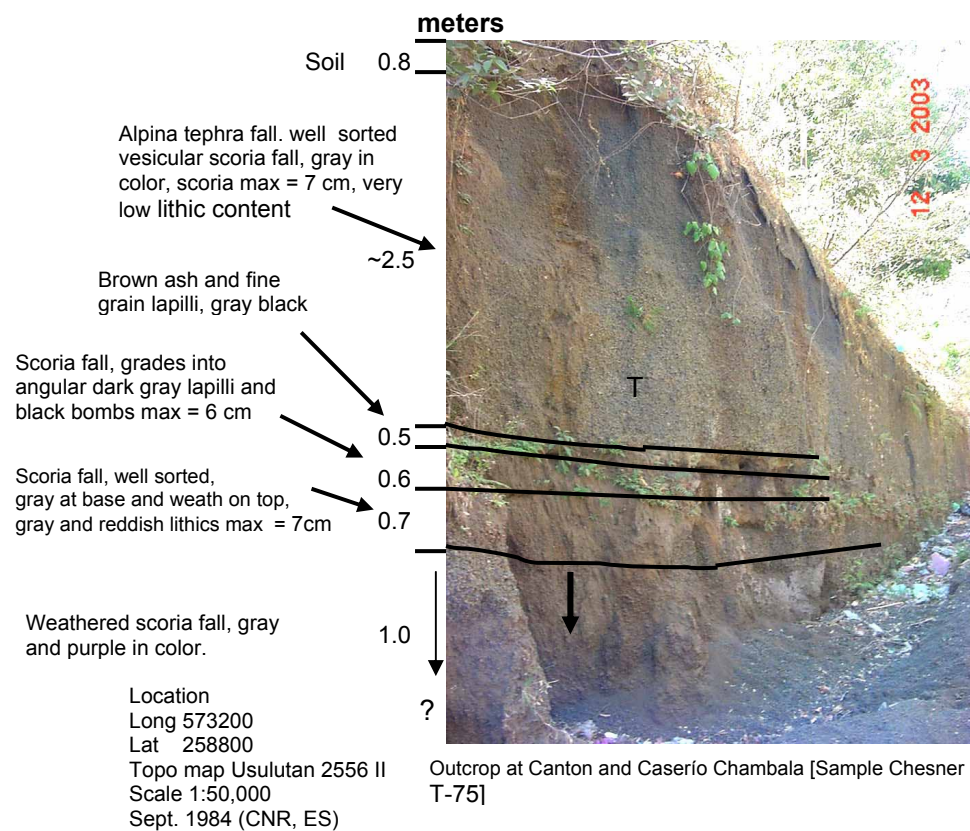 meters
Soil 0.8
Alpina tephra fall. well sorted
vesicular scoria fall, gray in
color, scoria max = 7 cm, very
low lithic content
~2.5
Brown ash and fine
grain lapilli, gray black
Scoria fall, grades into
angular dark gray lapilli and
black bombs max = 6 cm
0.5
0.6
Scoria fall, well sorted,
gray at base and weath on top,
gray and reddish lithics max = 7cm
0.7
Weathered scoria fall, gray
and purple in color.
1.0
?
T
12 3 2003
Location
Long 573200
Lat 258800
Topo map Usulutan 2556 II
Scale 1:50,000
Sept. 1984 (CNR, ES)
Outcrop at Canton and Caserío Chambala [Sample Chesner
T-75]